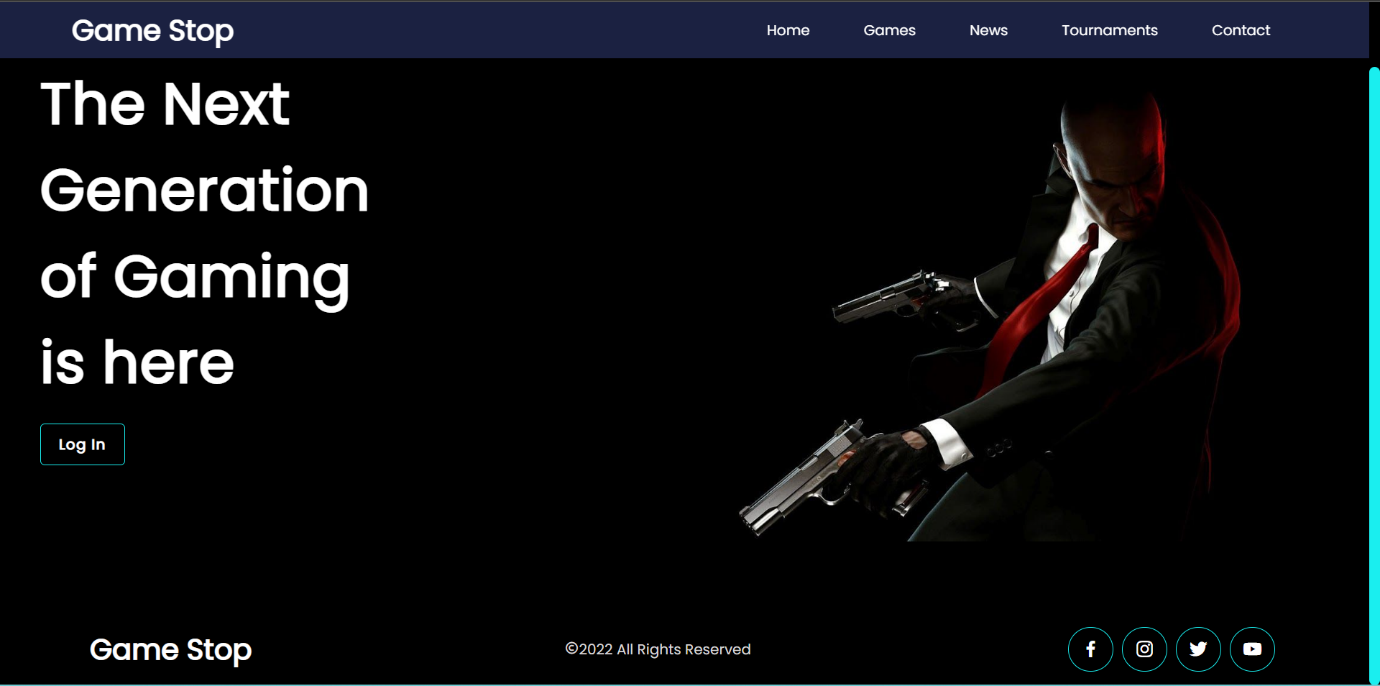 Game Stop
Home Games News Tournaments Contact
The Next
Generation
of Gaming
is here
Log In
Game Stop
©2022 All Rights Reserved